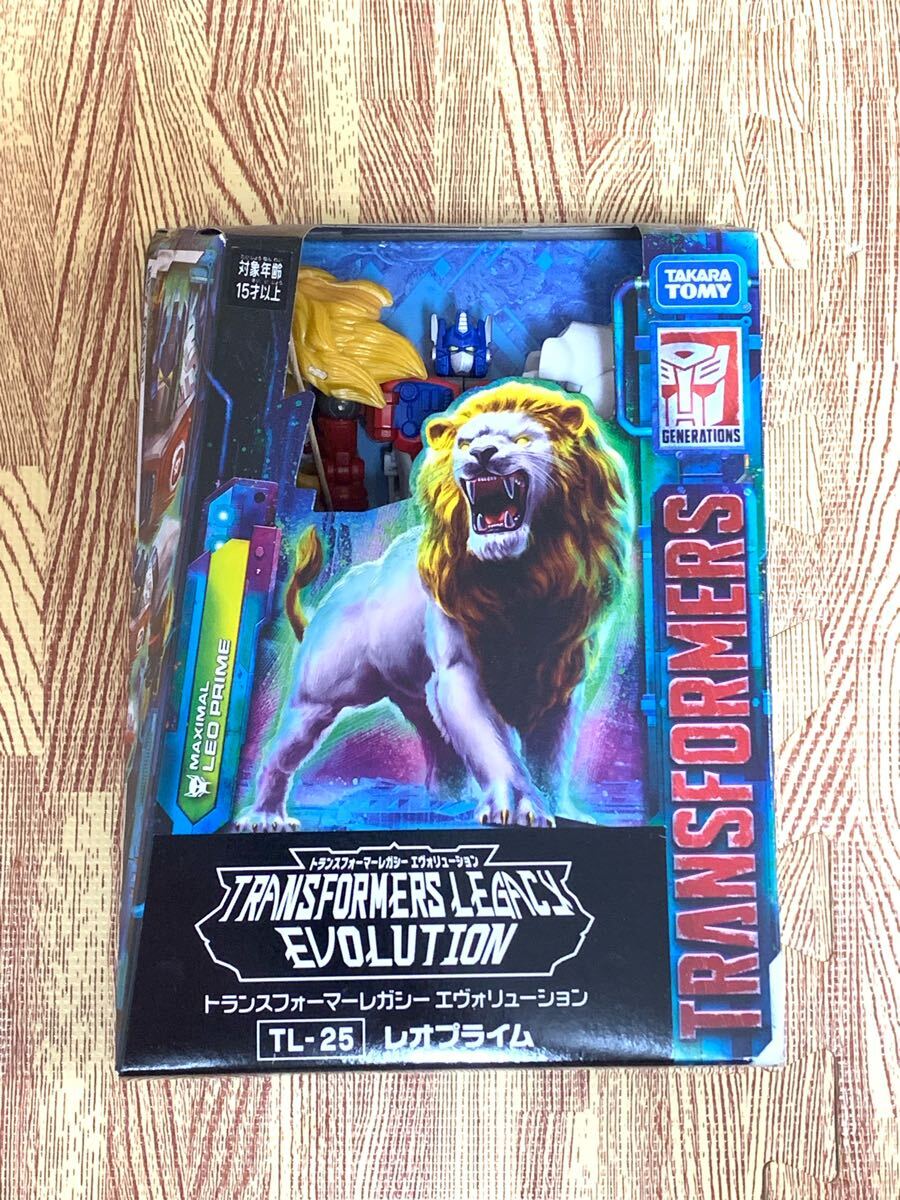 対象年齢
15才以上
TAKARA
TOMY
GENERATIONS
TRANSFORMERS
MAXIMAL
LEO PRIME
トランスフォーマーレガシー エヴォリューション
TRANSFORMERS LEGACY
EVOLUTION
トランスフォーマーレガシー エヴォリューション
TL-25 レオプライム